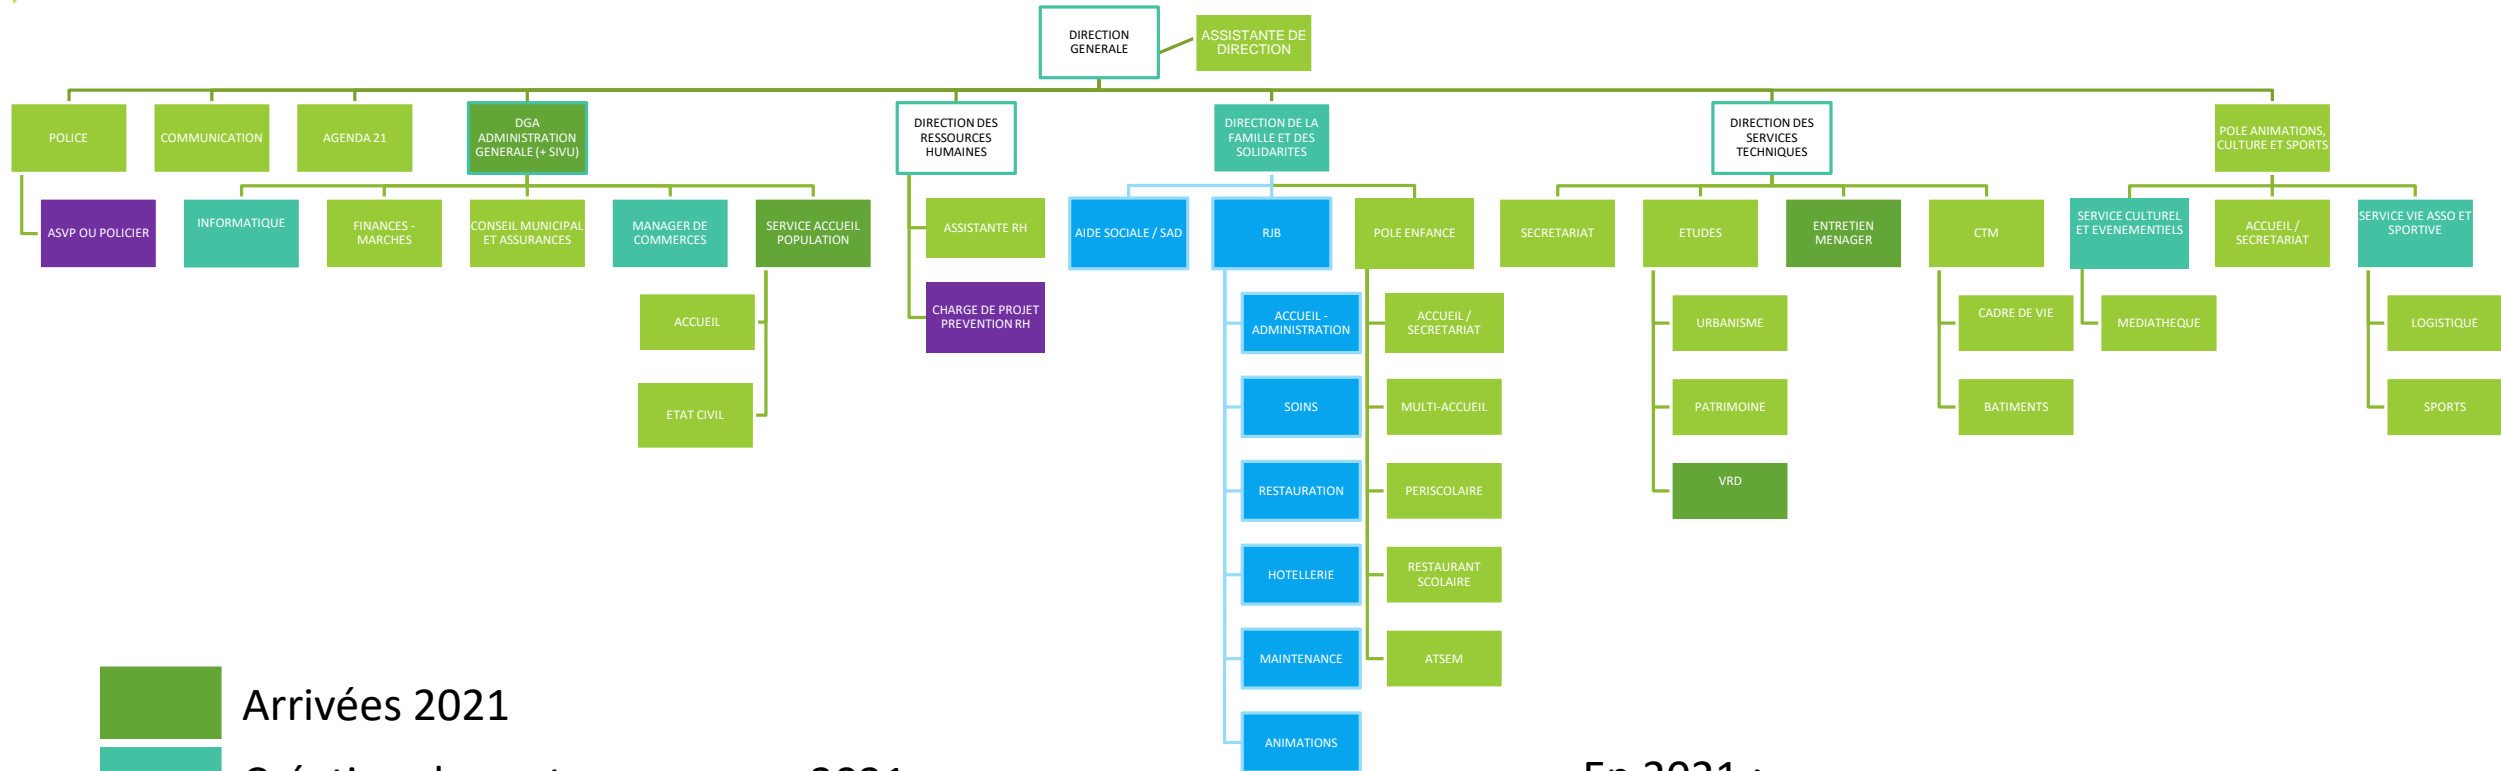 DIRECTION
GENERALE
ASSISTANTE DE
DIRECTION
POLICE
COMMUNICATION
AGENDA 21
DGA
ADMINISTRATION
GENERALE (+ SIVU)
DIRECTION DES
RESSOURCES
HUMAINES
DIRECTION DE LA
FAMILLE ET DES
SOLIDARITES
DIRECTION DES
SERVICES
TECHNIQUES
POLE ANIMATIONS,
CULTURE ET SPORTS
ASVP OU POLICIER
INFORMATIQUE
FINANCES -
MARCHES
CONSEIL MUNICIPAL
ET ASSURANCES
MANAGER DE
COMMERCES
SERVICE ACCUEIL
POPULATION
ASSISTANTE RH
AIDE SOCIALE / SAD
RJB
POLE ENFANCE
SECRETARIAT
ETUDES
ENTRETIEN
MENAGER
CTM
SERVICE CULTUREL
ET EVENEMENTIELS
ACCUEIL /
SECRETARIAT
SERVICE VIE ASSO ET
SPORTIVE
ACCUEIL
CHARGE DE PROJET
PREVENTION RH
ACCUEIL -
ADMINISTRATION
ACCUEIL /
SECRETARIAT
URBANISME
CADRE DE VIE
MEDIATHEQUE
LOGISTIQUE
ETAT CIVIL
SOINS
MULTI-ACCUEIL
PATRIMOINE
BATIMENTS
SPORTS
RESTAURATION
PERISCOLAIRE
VRD
HOTELLERIE
RESTAURANT
SCOLAIRE
MAINTENANCE
ATSEM
ANIMATIONS
Arrivées 2021
En 2021 :